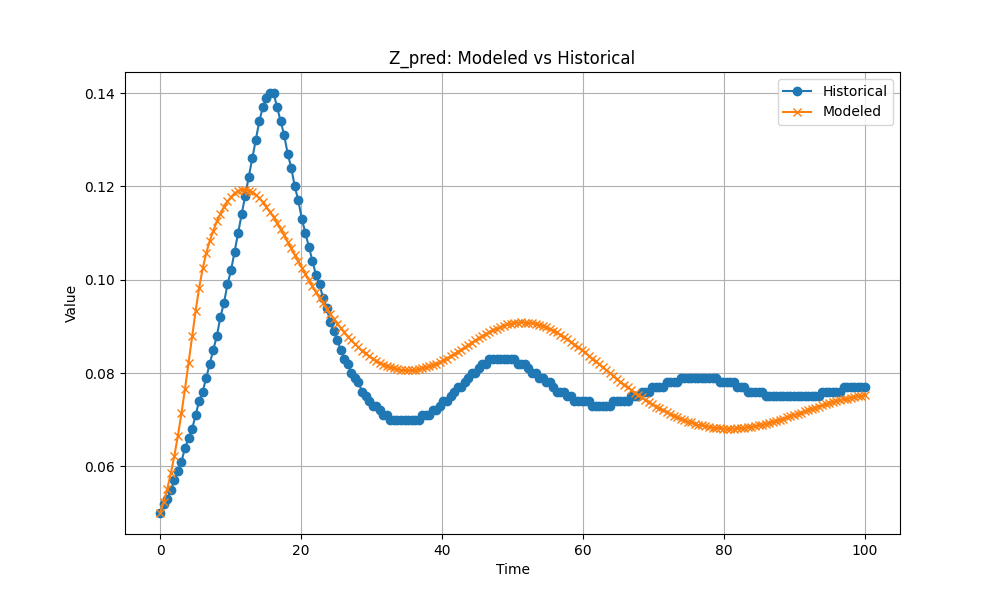 Z_pred: Modeled vs Historical
Historical
Modeled
Value
0.14
0.12
0.10
0.08
0.06
0
20
40
60
80
100
Time